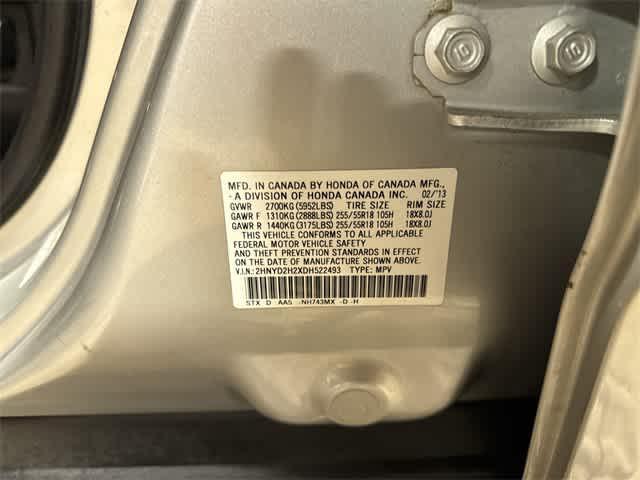 MFD. IN CANADA BY HONDA OF CANADA MFG.,
- A DIVISION OF HONDA CANADA INC. 02/'13
GVWR 2700KG(5952LBS) TIRE SIZE RIM SIZE
GAWR F 1310KG(2888LBS) 255/55R18 105H 18X8.0J
GAWR R 1440KG(3175LBS) 255/55R18 105H 18X8.0J
THIS VEHICLE CONFORMS TO ALL APPLICABLE
FEDERAL MOTOR VEHICLE SAFETY
AND THEFT PREVENTION STANDARDS IN EFFECT
ON THE DATE OF MANUFACTURE SHOWN ABOVE.
V.I.N.: 2HNYD2H2XDH522493 TYPE: MPV
STX D AA5 -NH743MX -D -H
10
10